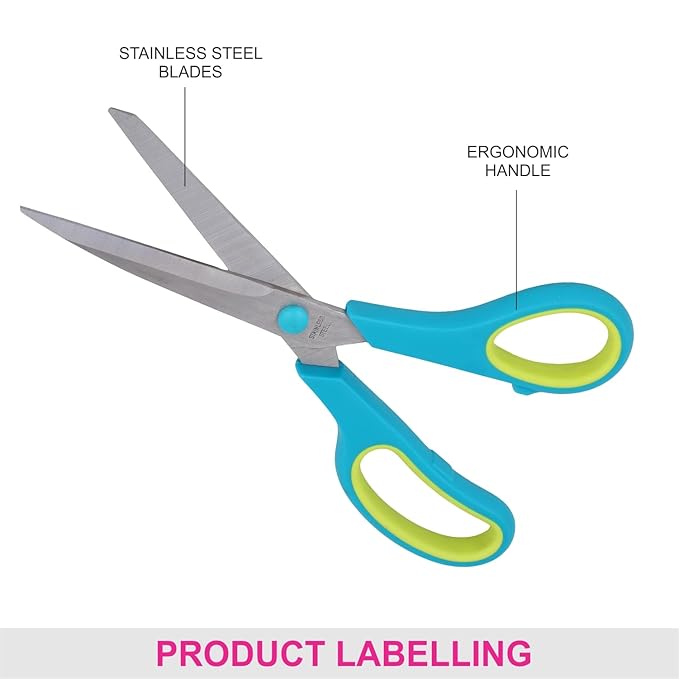 STAINLESS STEEL
BLADES
ERGONOMIC
HANDLE
STAINLESS
STEEL
PRODUCT LABELLING